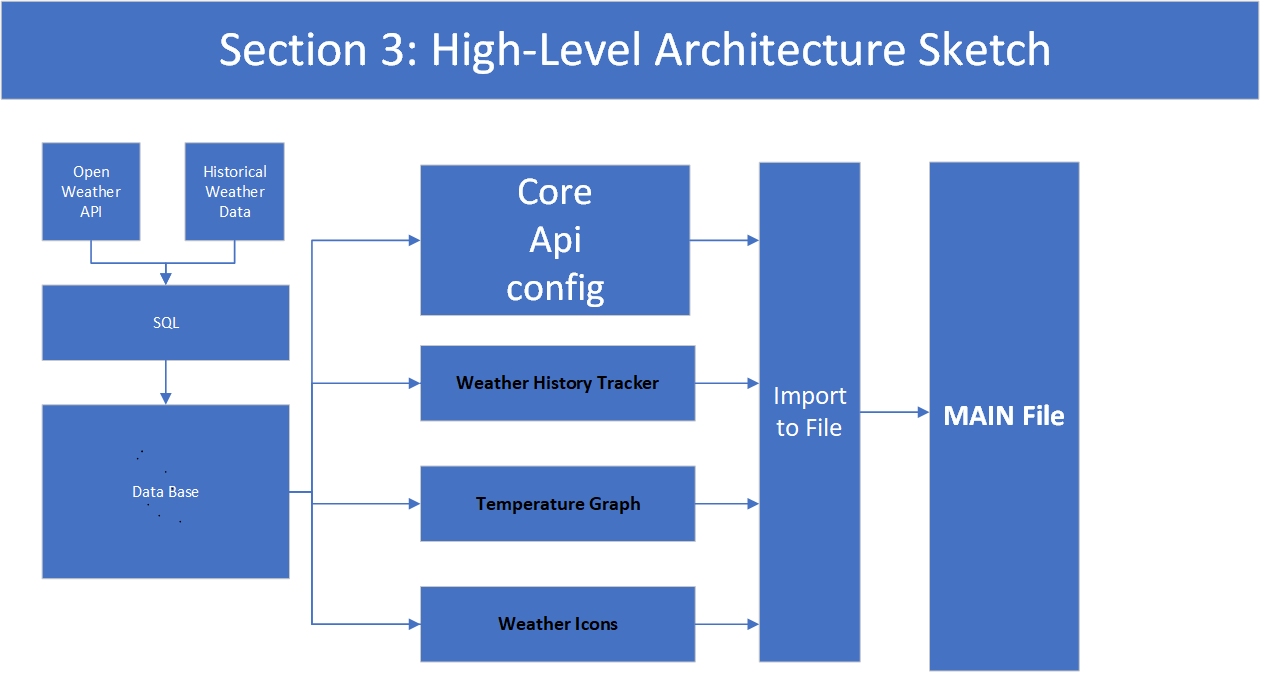 Section 3: High-Level Architecture Sketch
Open
Weather
API
Historical
Weather
Data
SQL
Data Base
Core
Api
config
Weather History Tracker
Temperature Graph
Weather Icons
Import
to File
MAIN File